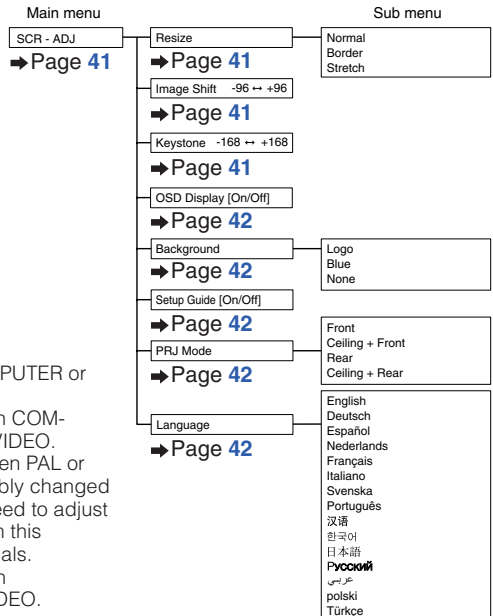 Main menu
Sub menu
SCR - ADJ
➡Page 41
Resize
➡Page 41
Normal
Border
Stretch
Image Shift -96 ↔ +96
➡Page 41
Keystone -168 ↔ +168
➡Page 41
OSD Display [On/Off]
➡Page 42
Background
➡Page 42
Logo
Blue
None
Setup Guide [On/Off]
➡Page 42
PRJ Mode
➡Page 42
Front
Ceiling + Front
Rear
Ceiling + Rear
Language
➡Page 42
English
Deutsch
Español
Nederlands
Français
Italiano
Svenska
Português
汉语
한국어
日本語
Русский
عربي
polski
Türkçe
PUTER or
n COM-
VIDEO.
en PAL or
bly changed
eed to adjust
n this
als.
n
DEO.